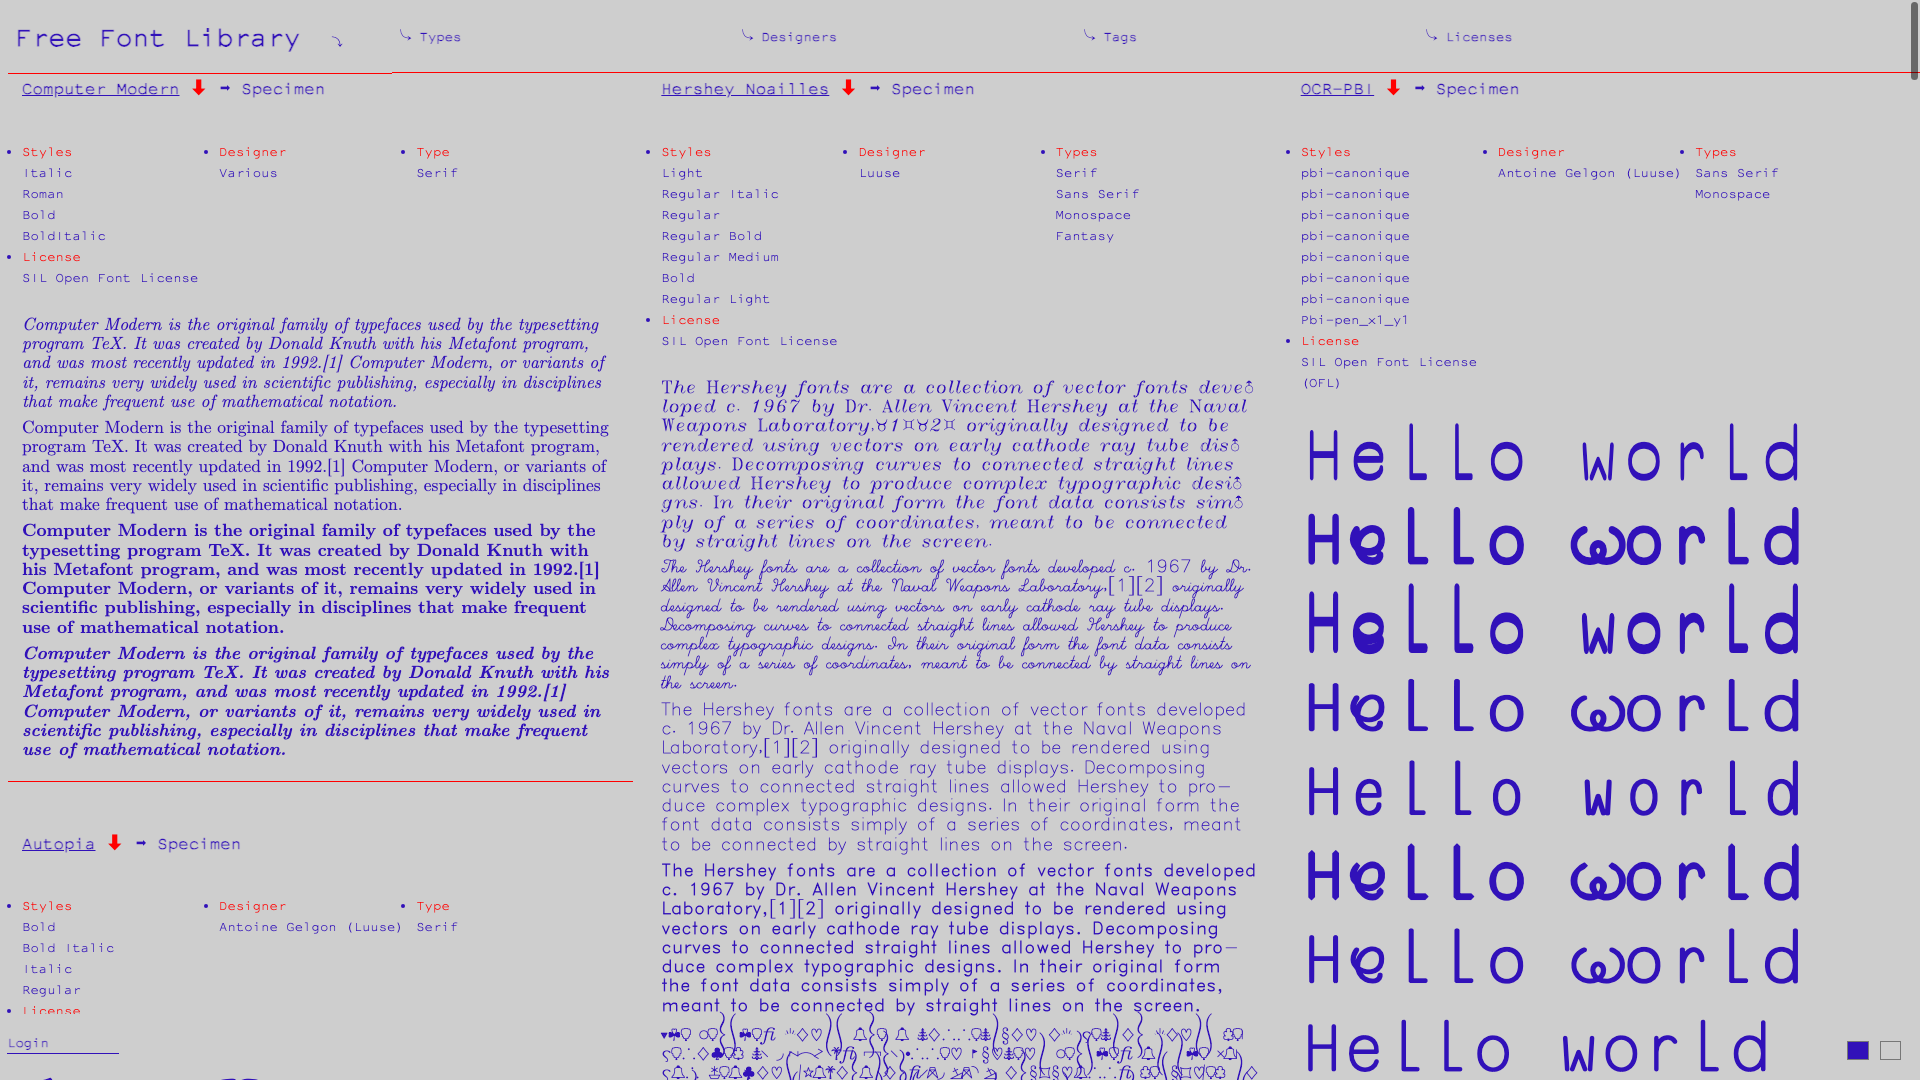 Free Font Library
Types
Designers
Tags
Licenses
Computer Modern
Specimen
Styles
Italic
Roman
Bold
BoldItalic
License
SIL Open Font License
Designer
Various
Type
Serif
Computer Modern is the original family of typefaces used by the typesetting
program TeX. It was created by Donald Knuth with his Metafont program,
and was most recently updated in 1992.[1] Computer Modern, or variants of
it, remains very widely used in scientific publishing, especially in disciplines
that make frequent use of mathematical notation.
Computer Modern is the original family of typefaces used by the typesetting
program TeX. It was created by Donald Knuth with his Metafont program,
and was most recently updated in 1992.[1] Computer Modern, or variants of
it, remains very widely used in scientific publishing, especially in disciplines
that make frequent use of mathematical notation.
Computer Modern is the original family of typefaces used by the
typesetting program TeX. It was created by Donald Knuth with
his Metafont program, and was most recently updated in 1992.[1]
Computer Modern, or variants of it, remains very widely used in
scientific publishing, especially in disciplines that make frequent
use of mathematical notation.
Computer Modern is the original family of typefaces used by the
typesetting program TeX. It was created by Donald Knuth with his
Metafont program, and was most recently updated in 1992.[1]
Computer Modern, or variants of it, remains very widely used in
scientific publishing, especially in disciplines that make frequent
use of mathematical notation.
Autopia
Specimen
Styles
Bold
Bold Italic
Italic
Regular
License
Designer
Antoine Gelgon (Luuse)
Type
Serif
Login
Hershey Noailles
Specimen
Styles
Light
Regular Italic
Regular
Regular Bold
Regular Medium
Bold
Regular Light
License
SIL Open Font License
Designer
Luuse
Types
Serif
Sans Serif
Monospace
Fantasy
The Hershey fonts are a collection of vector fonts deve
loped c. 1967 by Dr. Allen Vincent Hershey at the Naval
Weapons Laboratory,♉1♊♉2♊ originally designed to be
rendered using vectors on early cathode ray tube dis
plays. Decomposing curves to connected straight lines
allowed Hershey to produce complex typographic desi
gns. In their original form the font data consists sim
ply of a series of coordinates, meant to be connected
by straight lines on the screen.
The Hershey fonts are a collection of vector fonts developed c. 1967 by Dr.
Allen Vincent Hershey at the Naval Weapons Laboratory,[1][2] originally
designed to be rendered using vectors on early cathode ray tube displays.
Decomposing curves to connected straight lines allowed Hershey to produce
complex typographic designs. In their original form the font data consists
simply of a series of coordinates, meant to be connected by straight lines on
the screen.
The Hershey fonts are a collection of vector fonts developed
c. 1967 by Dr. Allen Vincent Hershey at the Naval Weapons
Laboratory,[1][2] originally designed to be rendered using
vectors on early cathode ray tube displays. Decomposing
curves to connected straight lines allowed Hershey to pro-
duce complex typographic designs. In their original form the
font data consists simply of a series of coordinates, meant
to be connected by straight lines on the screen.
The Hershey fonts are a collection of vector fonts developed
c. 1967 by Dr. Allen Vincent Hershey at the Naval Weapons
Laboratory,[1][2] originally designed to be rendered using
vectors on early cathode ray tube displays. Decomposing
curves to connected straight lines allowed Hershey to pro-
duce complex typographic designs. In their original form
the font data consists simply of a series of coordinates,
meant to be connected by straight lines on the screen.
OCR-PBI
Specimen
Styles
pbi-canonique
pbi-canonique
pbi-canonique
pbi-canonique
pbi-canonique
pbi-canonique
pbi-canonique
Pbi-pen_x1_y1
License
SIL Open Font License
(OFL)
Designer
Antoine Gelgon (Luuse)
Types
Sans Serif
Monospace
Hello world
Hello world
Hello world
Hello world
Hello world
Hello world
Hello world
Hello world